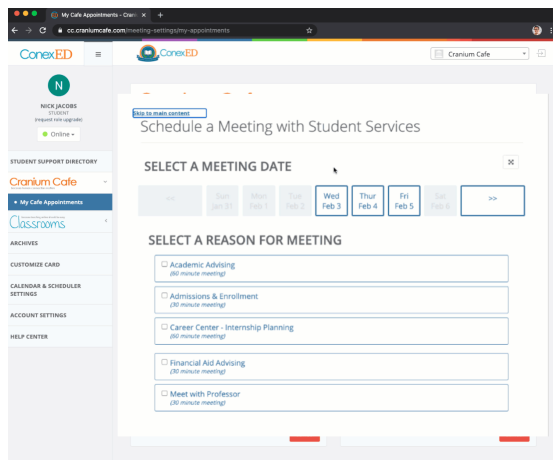 My Cafe Appointments - Crani
cc.craniumcafe.com/meeting-settings/my-appointments
ConexED
ConexED
Cranium Cafe
N
NICK JACOBS
STUDENT
(request role upgrade)
Online
STUDENT SUPPORT DIRECTORY
Cranium Cafe
My Cafe Appointments
Classrooms
ARCHIVES
CUSTOMIZE CARD
CALENDAR & SCHEDULER
SETTINGS
ACCOUNT SETTINGS
HELP CENTER
Skip to main content
Schedule a Meeting with Student Services
SELECT A MEETING DATE
<< Sun Mon Tue Wed Thur Fri Sat >>
Jan 31 Feb 1 Feb 2 Feb 3 Feb 4 Feb 5 Feb 6
SELECT A REASON FOR MEETING
Academic Advising
(60 minute meeting)
Admissions & Enrollment
(30 minute meeting)
Career Center - Internship Planning
(60 minute meeting)
Financial Aid Advising
(30 minute meeting)
Meet with Professor
(30 minute meeting)